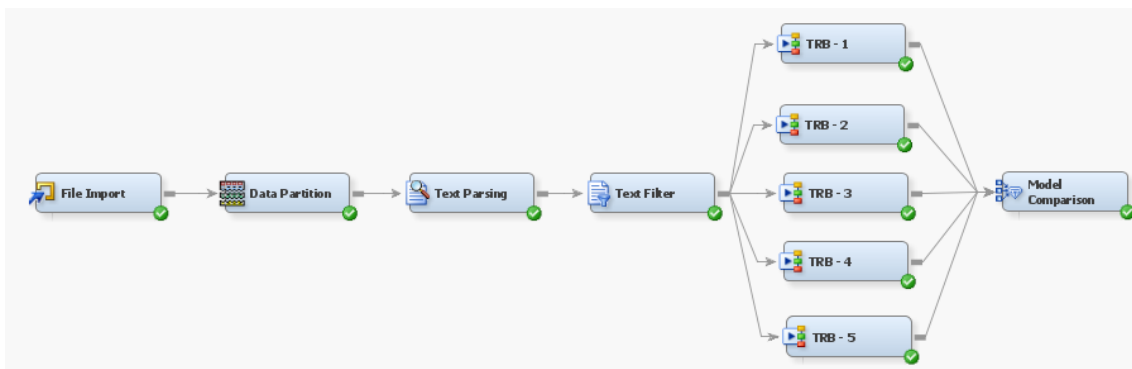 TRB - 1
TRB - 2
File Import
Data Partition
Text Parsing
Text Filter
TRB - 3
Model
Comparison
TRB - 4
TRB - 5